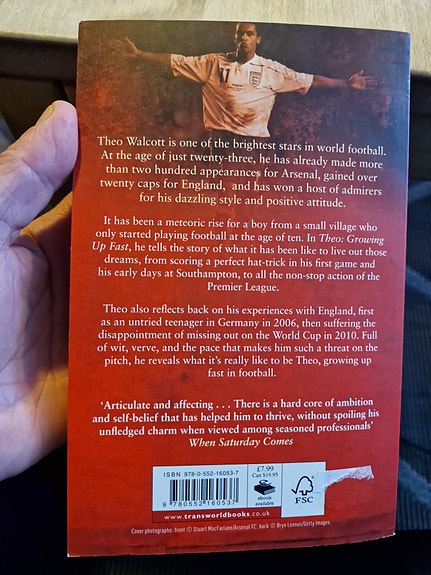 11
Theo Walcott is one of the brightest stars in world football.
At the age of just twenty-three, he has already made more
than two hundred appearances for Arsenal, gained over
twenty caps for England, and has won a host of admirers
for his dazzling style and positive attitude.
It has been a meteoric rise for a boy from a small village who
only started playing football at the age of ten. In Theo: Growing
Up Fast, he tells the story of what it has been like to live out those
dreams, from scoring a perfect hat-trick in his first game and
his early days at Southampton, to all the non-stop action of the
Premier League.
Theo also reflects back on his experiences with England, first
as an untried teenager in Germany in 2006, then suffering the
disappointment of missing out on the World Cup in 2010. Full
of wit, verve, and the pace that makes him such a threat on the
pitch, he reveals what it's really like to be Theo, growing up
fast in football.
‘Articulate and affecting . . . There is a hard core of ambition
and self-belief that has helped him to thrive, without spoiling his
unfledged charm when viewed among seasoned professionals’
When Saturday Comes
ISBN 978-0-552-16053-7
9 780552 160537
£7.99
Can $19.95
ebook
available
FSC
www.transworldbooks.co.uk
Cover photographs: front © Stuart MacFarlane/Arsenal FC; back © Bryn Lennon/Getty Images